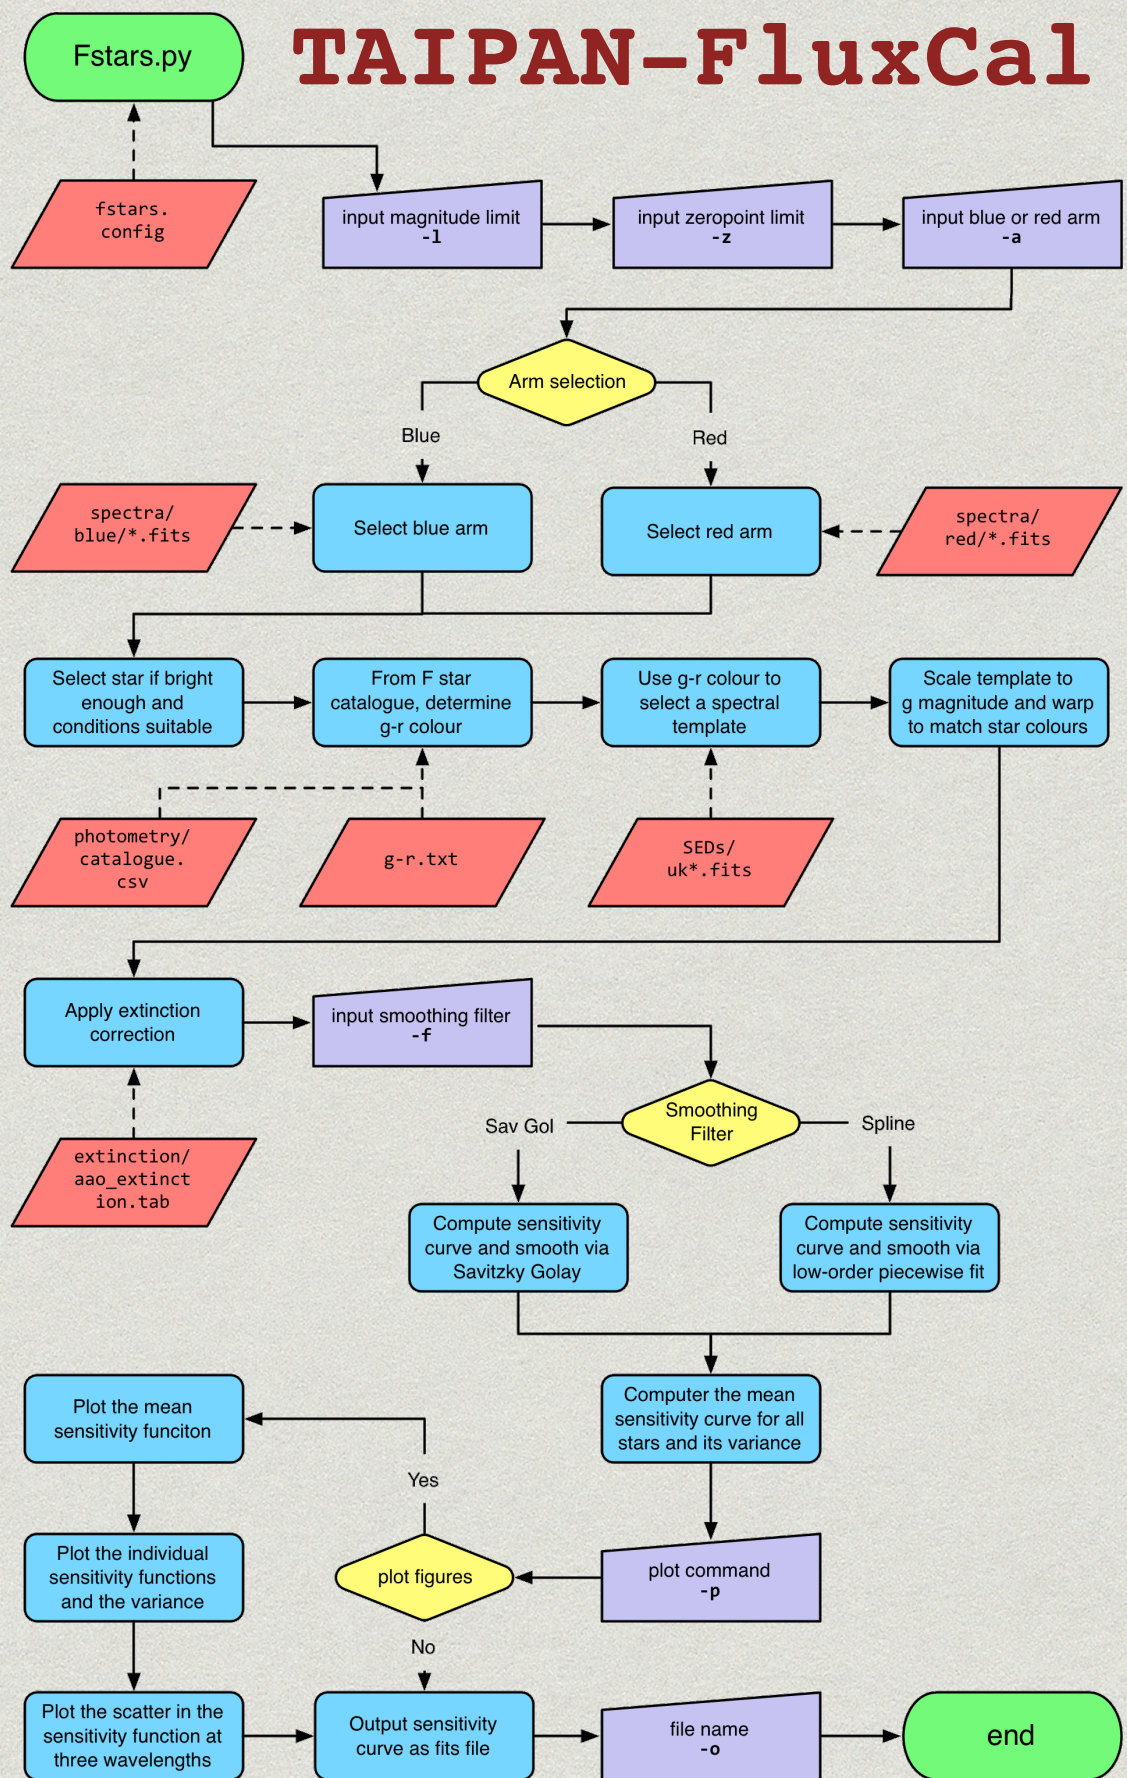 Fstars.py
TAIPAN-FluxCal
fstars.
config
input magnitude limit
-l
input zeropoint limit
-z
input blue or red arm
-a
Arm selection
Blue
Red
spectra/
blue/*.fits
Select blue arm
Select red arm
spectra/
red/*.fits
Select star if bright
enough and
conditions suitable
From F star
catalogue, determine
g-r colour
Use g-r colour to
select a spectral
template
Scale template to
g magnitude and warp
to match star colours
photometry/
catalogue.
csv
g-r.txt
SEDs/
uk*.fits
Apply extinction
correction
input smoothing filter
-f
Smoothing
Filter
Sav Gol
Spline
extinction/
aao_extinct
ion.tab
Compute sensitivity
curve and smooth via
Savitzky Golay
Compute sensitivity
curve and smooth via
low-order piecewise fit
Plot the mean
sensitivity funciton
Computer the mean
sensitivity curve for all
stars and its variance
Yes
Plot the individual
sensitivity functions
and the variance
plot figures
plot command
-p
No
Plot the scatter in the
sensitivity function at
three wavelengths
Output sensitivity
curve as fits file
file name
-o
end